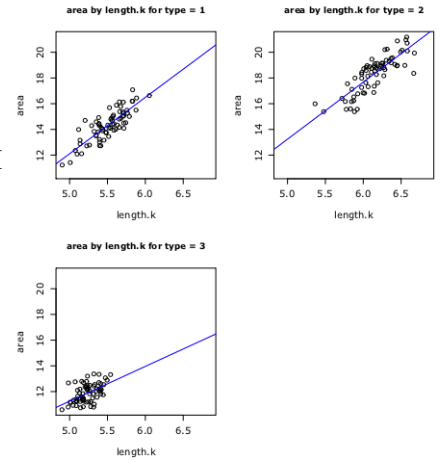 area by length.k for type = 1
area by length.k for type = 2
area
20
18
16
14
12
5.0 5.5 6.0 6.5
length.k
area
20
18
16
14
12
5.0 5.5 6.0 6.5
length.k
area by length.k for type = 3
area
20
18
16
14
12
5.0 5.5 6.0 6.5
length.k